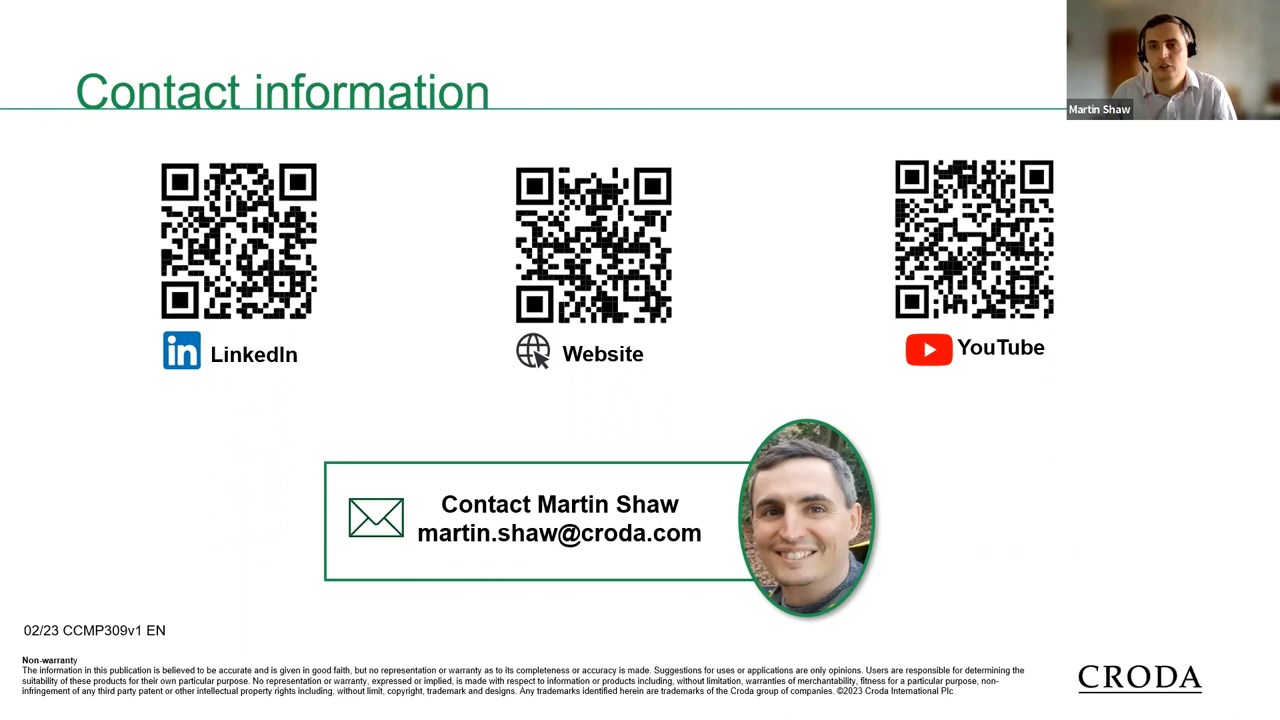 Contact information
Martin Shaw
in LinkedIn
Website
YouTube
Contact Martin Shaw
martin.shaw@croda.com
02/23 CCMP309v1 EN
Non-warranty
The information in this publication is believed to be accurate and is given in good faith, but no representation or warranty as to its completeness or accuracy is made. Suggestions for uses or applications are only opinions. Users are responsible for determining the
suitability of these products for their own particular purpose. No representation or warranty, expressed or implied, is made with respect to information or products including, without limitation, warranties of merchantability, fitness for a particular purpose, non-
infringement of any third party patent or other intellectual property rights including, without limit, copyright, trademark and designs. Any trademarks identified herein are trademarks of the Croda group of companies. ©2023 Croda International Plc
CRODA